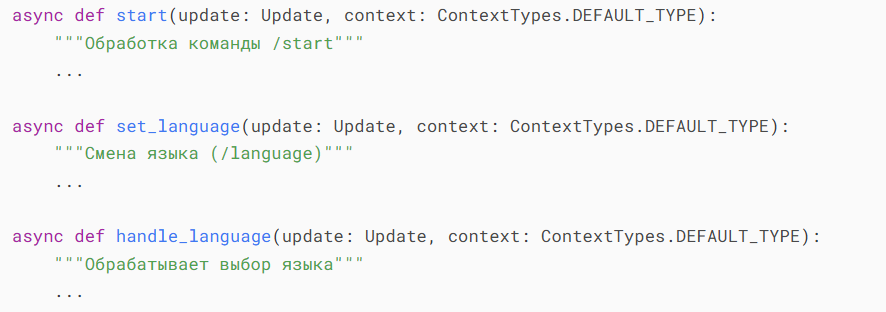 async def start(update: Update, context: ContextTypes.DEFAULT_TYPE):
"""Обработка команды /start"""
...
async def set_language(update: Update, context: ContextTypes.DEFAULT_TYPE):
"""Смена языка (/language)"""
...
async def handle_language(update: Update, context: ContextTypes.DEFAULT_TYPE):
"""Обрабатывает выбор языка"""
...